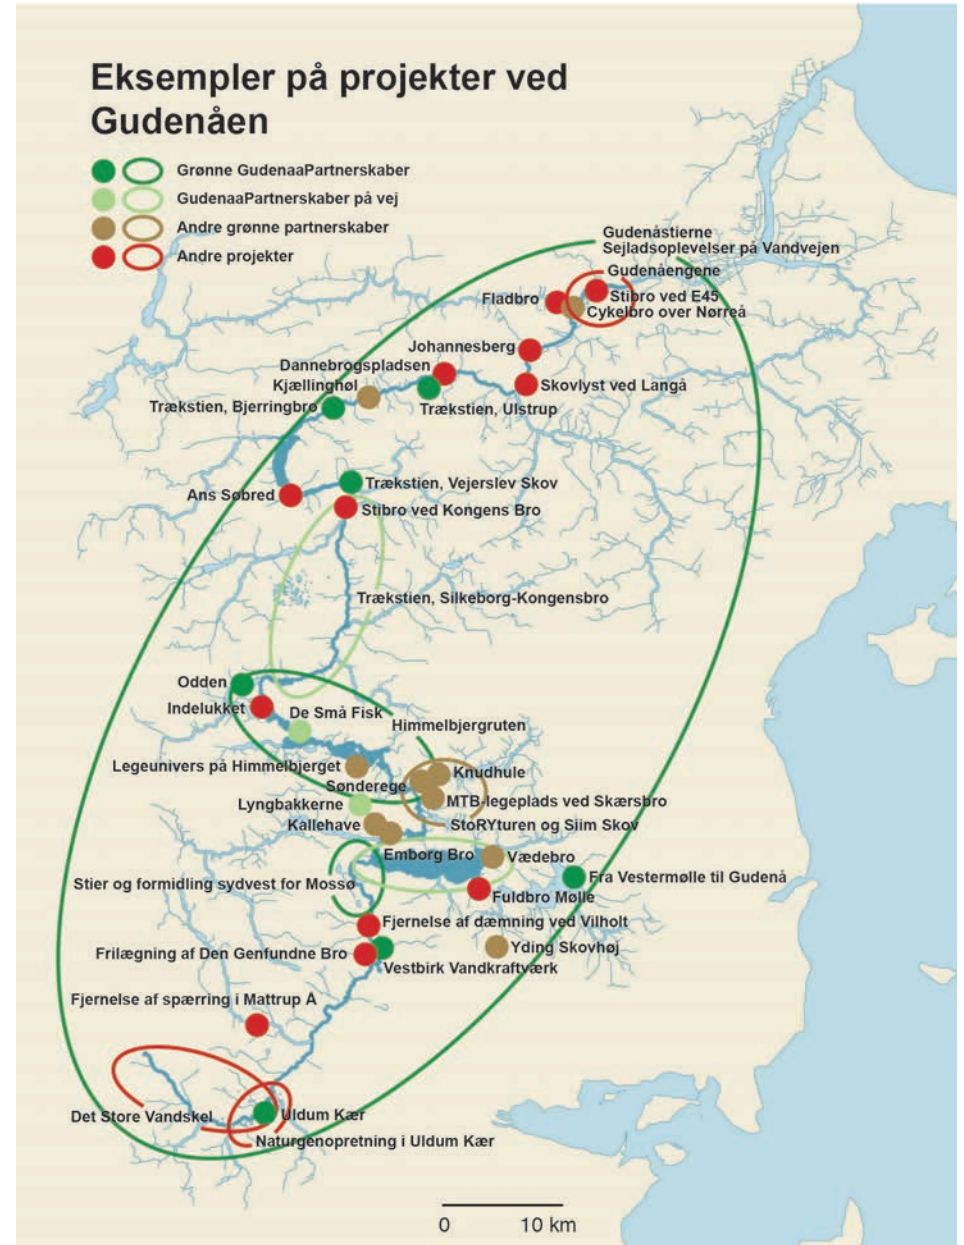 Eksempler på projekter ved
Gudenåen
Grønne GudenaaPartnerskaber
GudenaaPartnerskaber på vej
Andre grønne partnerskaber
Andre projekter
Gudenåstierne
Sejladsoplevelser på Vandvejen
Gudenåengene
Fladbro
Stibro ved E45
Cykelbro over Nørreå
Johannesberg
Dannebrogspladsen
Kjællinghøl
Skovlyst ved Langå
Trækstien, Bjerringbro
Trækstien, Ulstrup
Trækstien, Vejerslev Skov
Ans Søbred
Stibro ved Kongens Bro
Trækstien, Silkeborg-Kongensbro
Odden
Indelukket
De Små Fisk
Himmelbjergruten
Legeunivers på Himmelbjerget
Knudhule
Sønderege
MTB-legeplads ved Skærsbro
Lyngbakkerne
Kallehave
StoRYturen og Siim Skov
Emborg Bro
Vædebro
Stier og formidling sydvest for Mossø
Fra Vestermølle til Gudenå
Fuldbro Mølle
Fjernelse af dæmning ved Vilholt
Yding Skovhøj
Frilægning af Den Genfundne Bro
Vestbirk Vandkraftværk
Fjernelse af spærring i Mattrup Å
Det Store Vandskel
Uldum Kær
Naturgenopretning i Uldum Kær
0
10 km